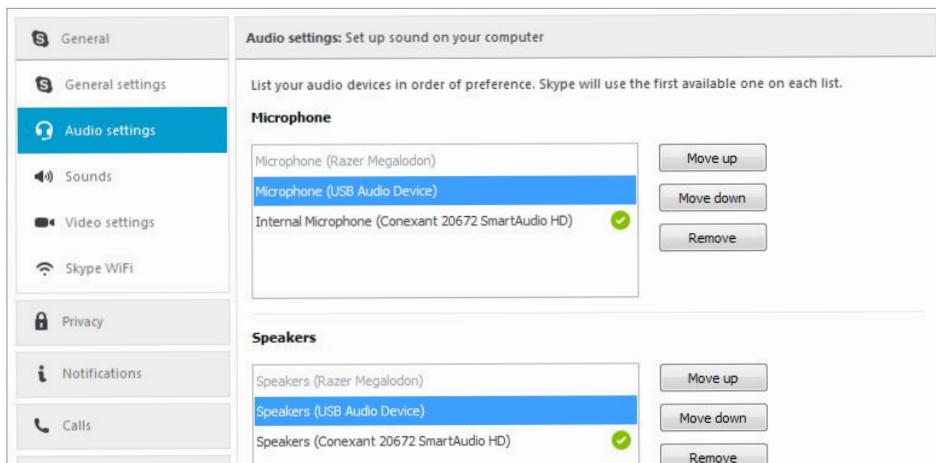 General
Audio settings: Set up sound on your computer
General settings
Audio settings
Sounds
Video settings
Skype WiFi
Privacy
Notifications
Calls
List your audio devices in order of preference. Skype will use the first available one on each list.
Microphone
Microphone (Razer Megalodon)
Microphone (USB Audio Device)
Internal Microphone (Conexant 20672 SmartAudio HD)
Move up
Move down
Remove
Speakers
Speakers (Razer Megalodon)
Speakers (USB Audio Device)
Speakers (Conexant 20672 SmartAudio HD)
Move up
Move down
Remove